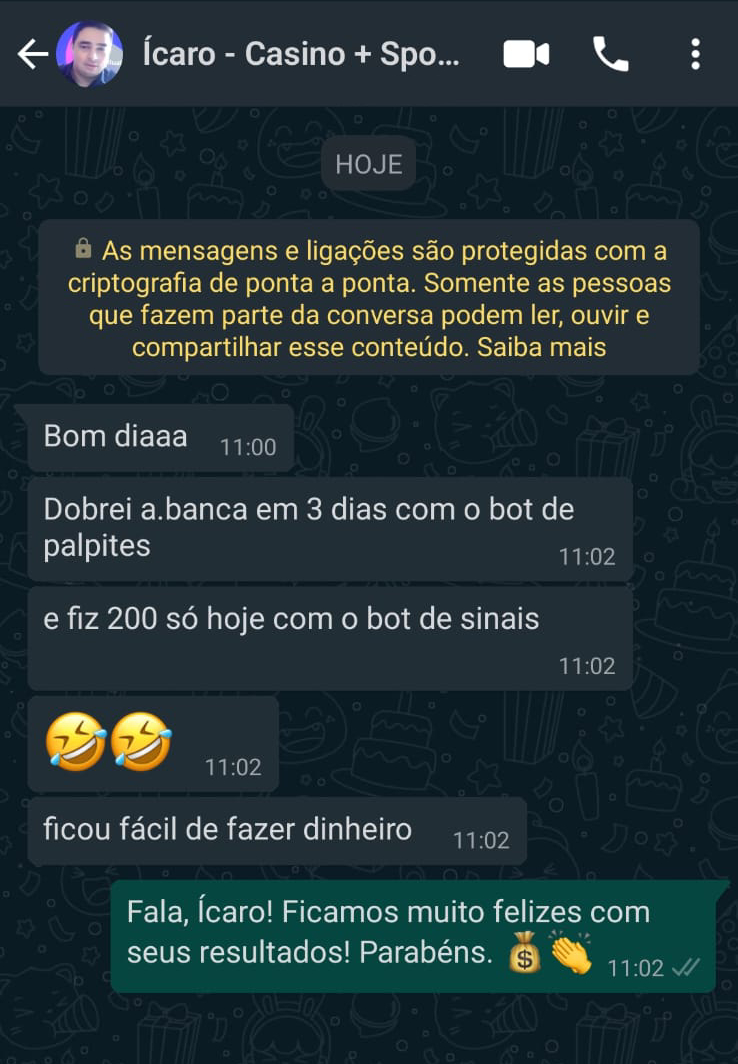 Ícaro - Casino + Spo...
HOJE
As mensagens e ligações são protegidas com a
criptografia de ponta a ponta. Somente as pessoas
que fazem parte da conversa podem ler, ouvir e
compartilhar esse conteúdo. Saiba mais
Bom diaaa 11:00
Dobrei a.banca em 3 dias com o bot de
palpites
11:02
e fiz 200 só hoje com o bot de sinais
11:02
🤣🤣 11:02
ficou fácil de fazer dinheiro 11:02
Fala, Ícaro! Ficamos muito felizes com
seus resultados! Parabéns. 💰👏 11:02